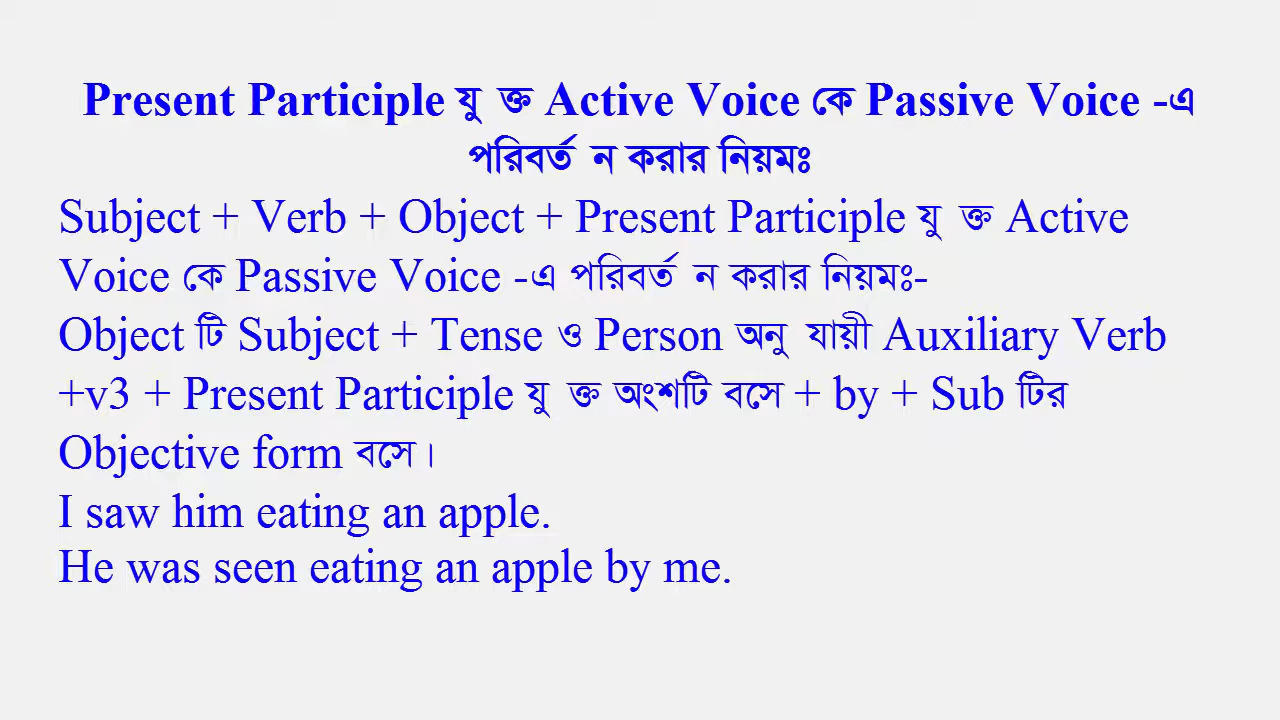 Present Participle যুক্ত Active Voice কে Passive Voice -এ
পরিবর্তন করার নিয়মঃ
Subject + Verb + Object + Present Participle যুক্ত Active
Voice কে Passive Voice -এ পরিবর্তন করার নিয়মঃ-
Object টি Subject + Tense ও Person অনুযায়ী Auxiliary Verb
+v3 + Present Participle যুক্ত অংশটি বসে + by + Sub টির
Objective form বসে।
I saw him eating an apple.
He was seen eating an apple by me.